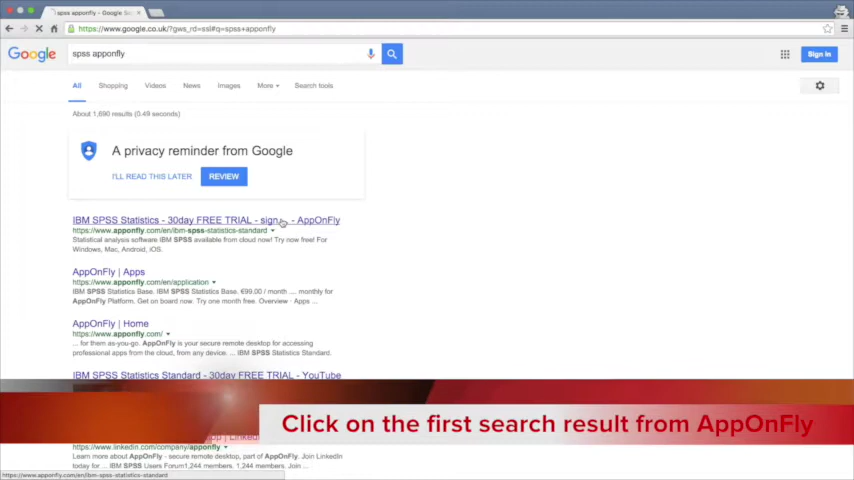 spss apponfly - Google Se
https://www.google.co.uk/?gws_rd=ssl#q=spss+apponfly
Google
spss apponfly
Sign in
All Shopping Videos News Images More Search tools
About 1,690 results (0.49 seconds)
A privacy reminder from Google
I'LL READ THIS LATER REVIEW
IBM SPSS Statistics - 30day FREE TRIAL - sign... - AppOnFly
https://www.apponfly.com/en/ibm-spss-statistics-standard
Statistical analysis software IBM SPSS available from cloud now! Try now free! For
Windows, Mac, Android, iOS.
AppOnFly | Apps
https://www.apponfly.com/en/application
IBM SPSS Statistics Base. IBM SPSS Statistics Base. €99,00 / month .... monthly for
AppOnFly Platform. Get on board now. Try one month free. Overview · Apps ...
AppOnFly | Home
https://www.apponfly.com/
... for them as-you-go. AppOnFly is your secure remote desktop for accessing
professional apps from the cloud, from any device. ... IBM SPSS Statistics Standard.
IBM SPSS Statistics Standard - 30day FREE TRIAL - YouTube
Click on the first search result from AppOnFly
https://www.linkedin.com/company/apponfly
Learn more about AppOnFly - secure remote desktop, part of AppOnFly. Join LinkedIn
today for ... IBM SPSS Users Forum1,244 members. 1,244 members. Join ...
https://www.apponfly.com/en/ibm-spss-statistics-standard